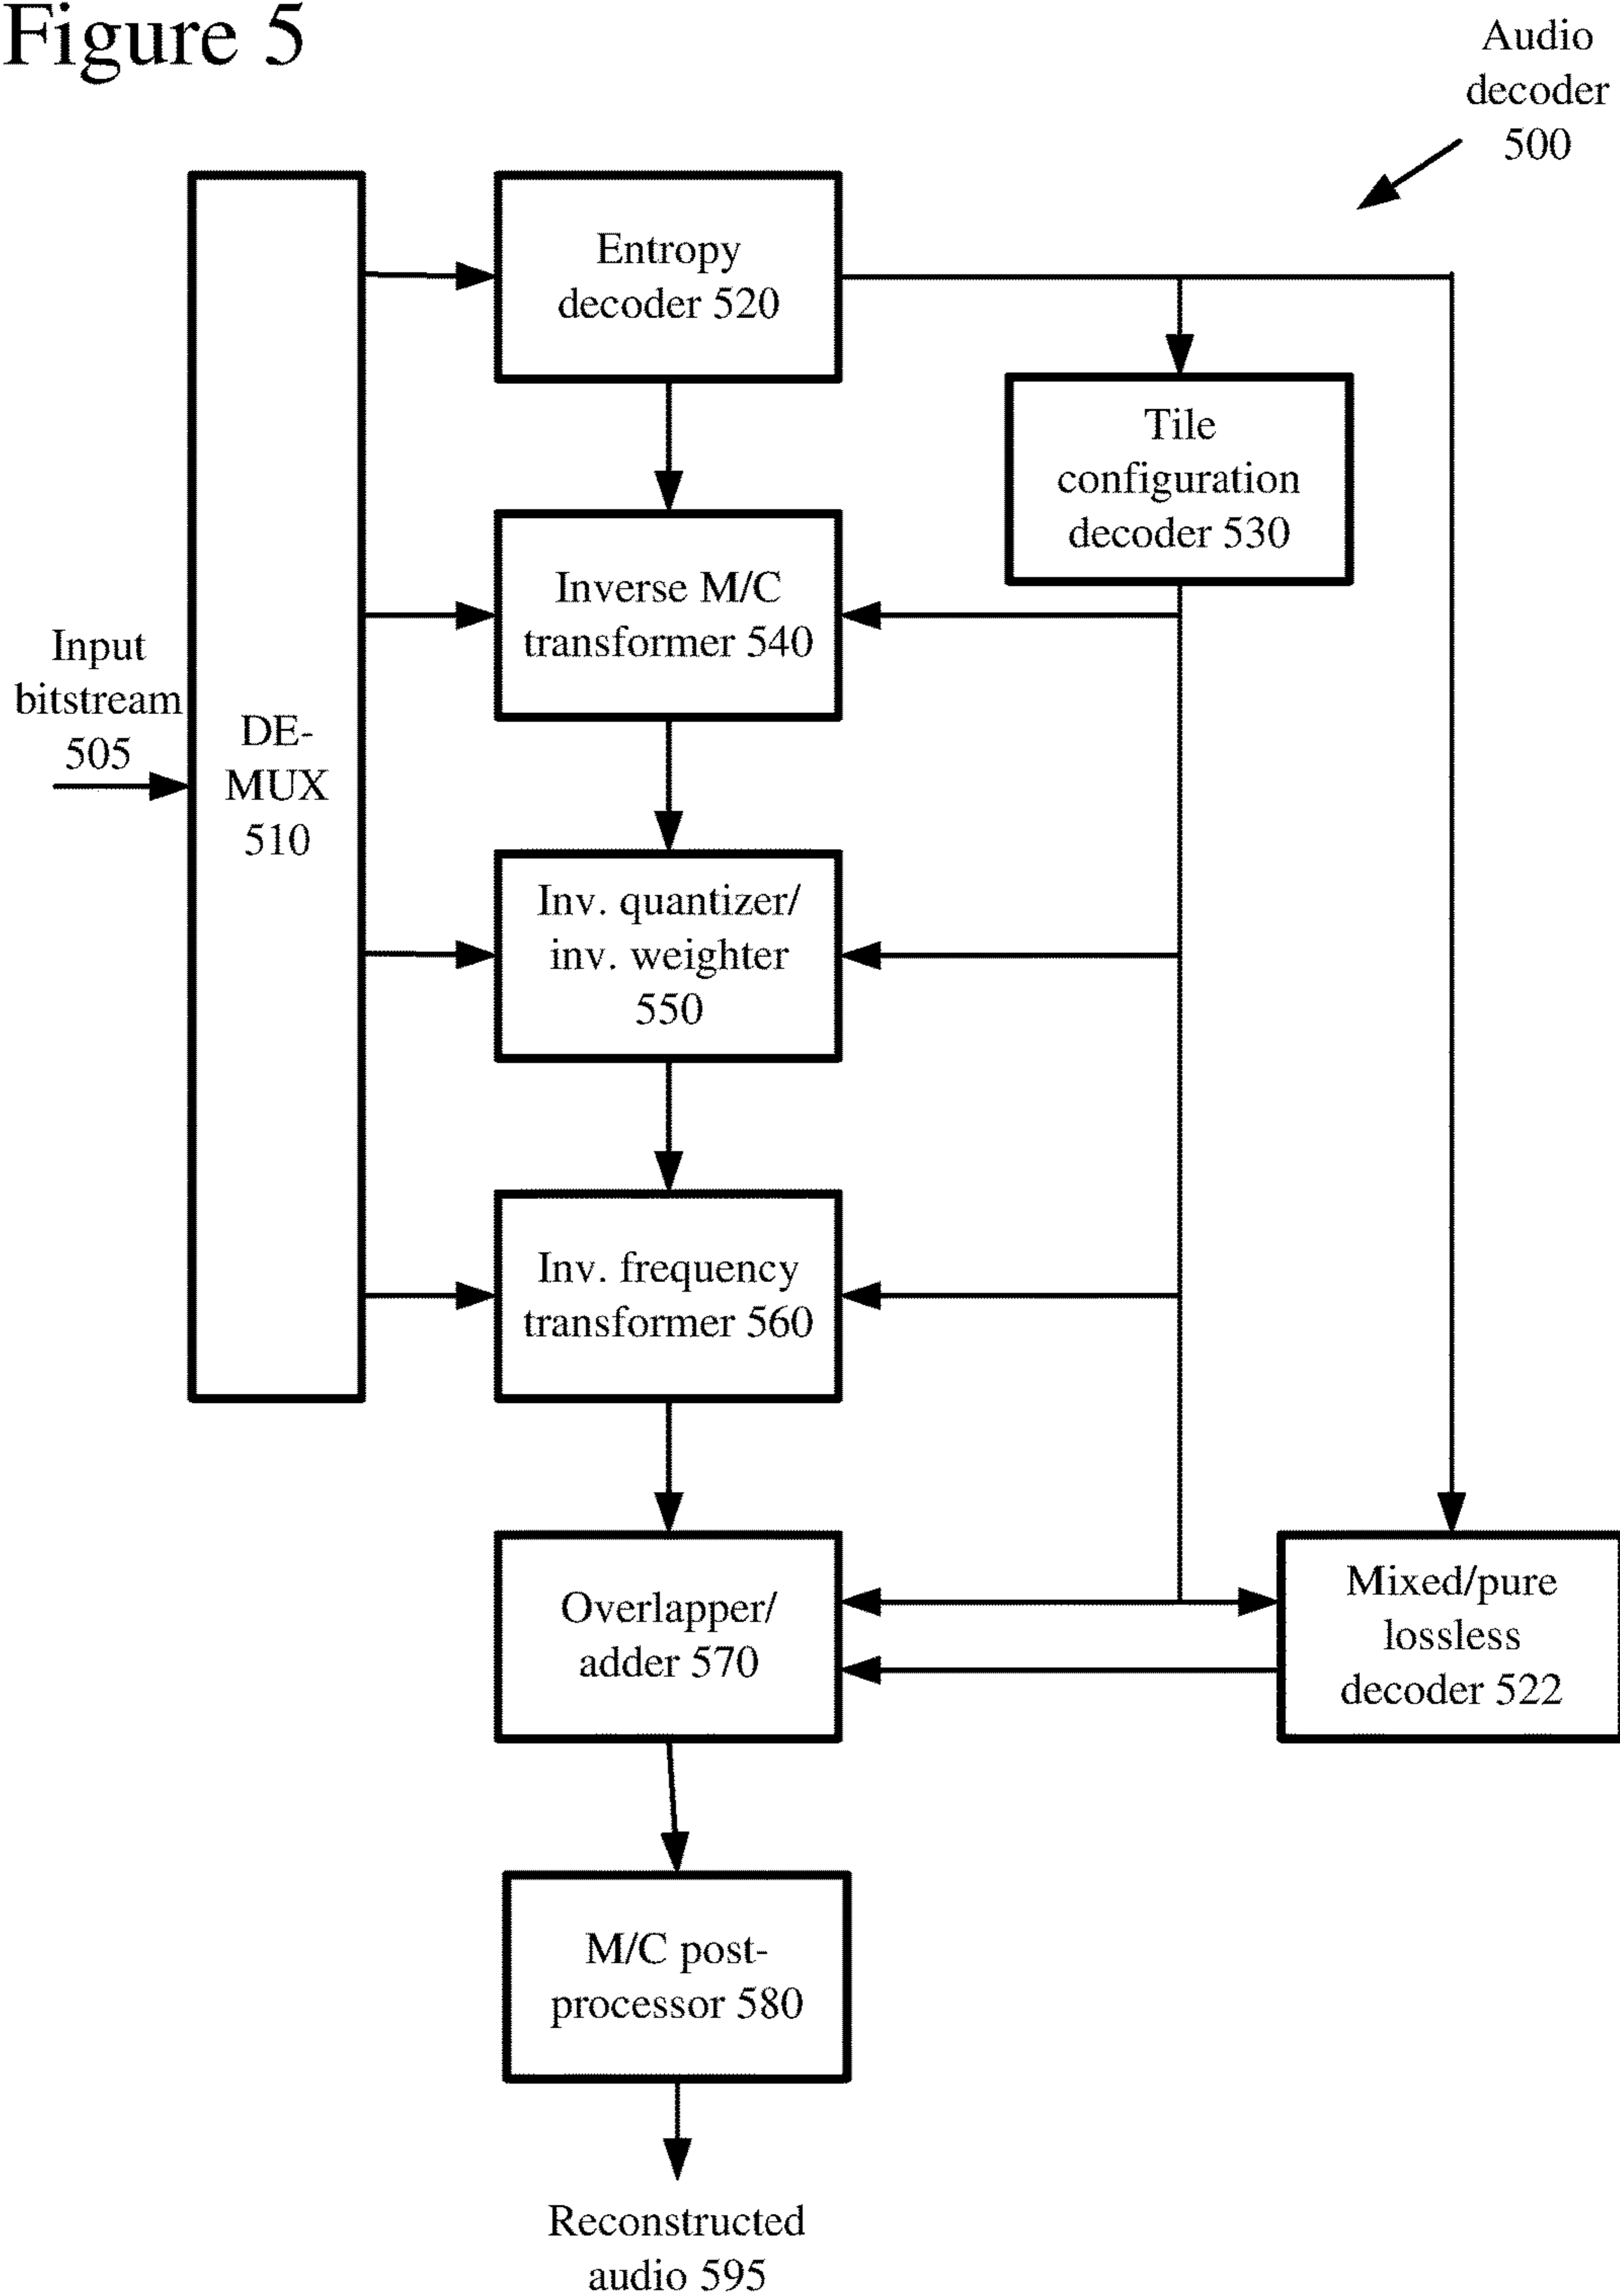 Figure 5
Audio
decoder
500
Entropy
decoder 520
Tile
configuration
decoder 530
Inverse M/C
transformer 540
Input
bitstream
505
DE-
MUX
510
Inv. quantizer/
inv. weighter
550
Inv. frequency
transformer 560
Overlapper/
adder 570
Mixed/pure
lossless
decoder 522
M/C post-
processor 580
Reconstructed
audio 595